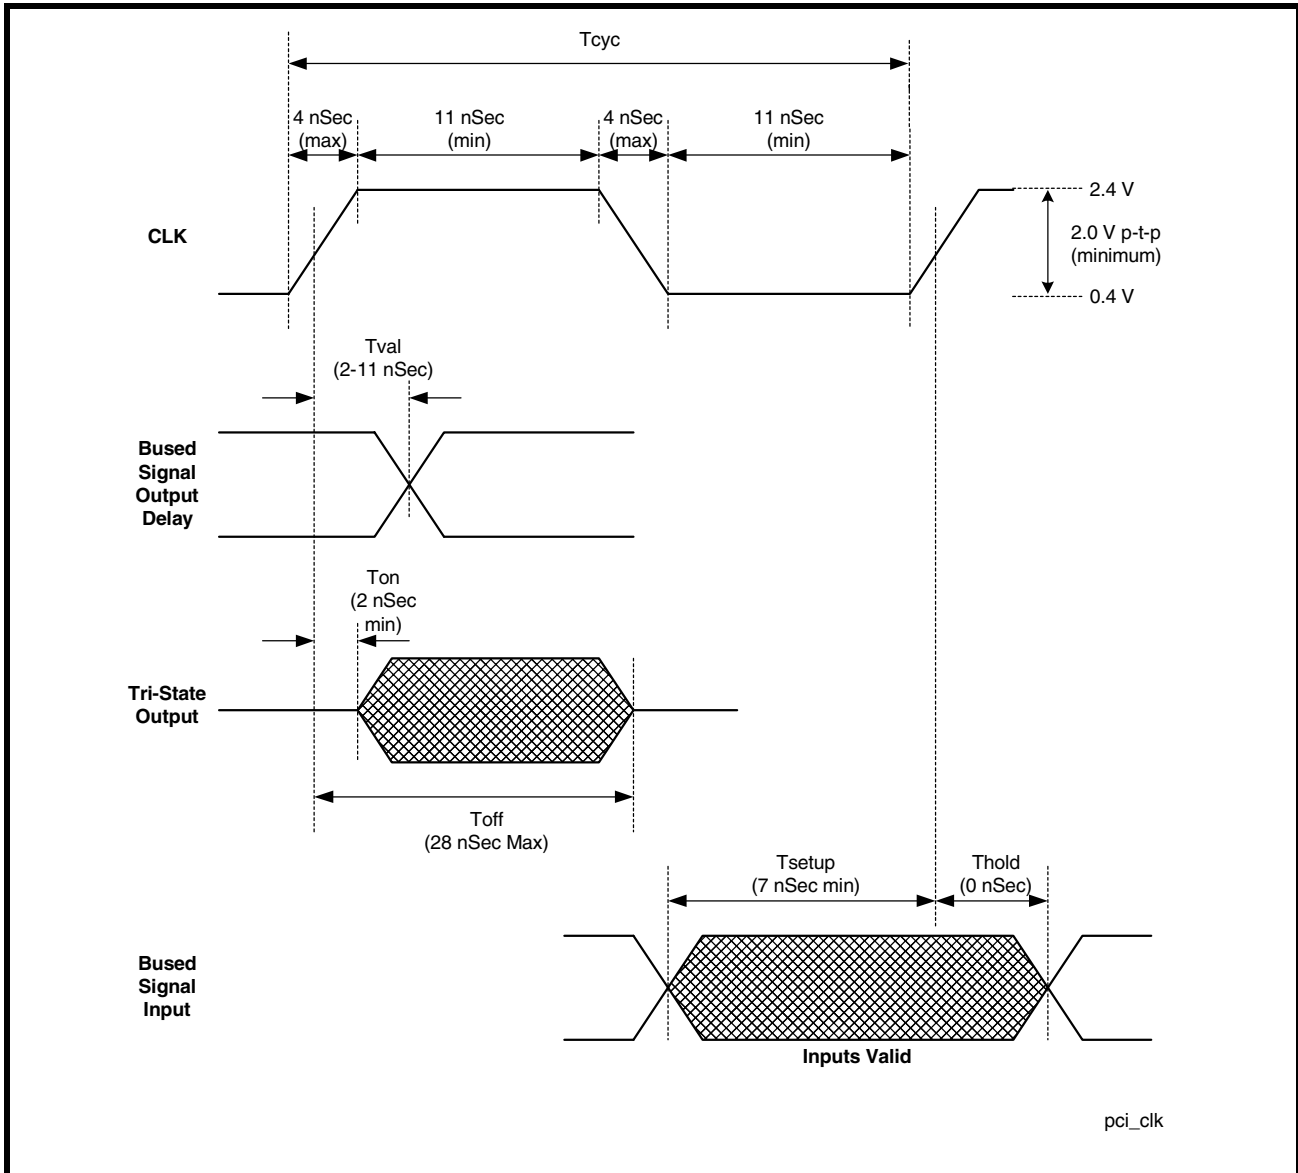 Tcyc
4 nSec
(max)
11 nSec
(min)
4 nSec
(max)
11 nSec
(min)
CLK
2.4 V
2.0 V p-t-p
(minimum)
0.4 V
Tval
(2-11 nSec)
Bused
Signal
Output
Delay
Ton
(2 nSec
min)
Tri-State
Output
Toff
(28 nSec Max)
Tsetup
(7 nSec min)
Thold
(0 nSec)
Bused
Signal
Input
Inputs Valid
pci_clk